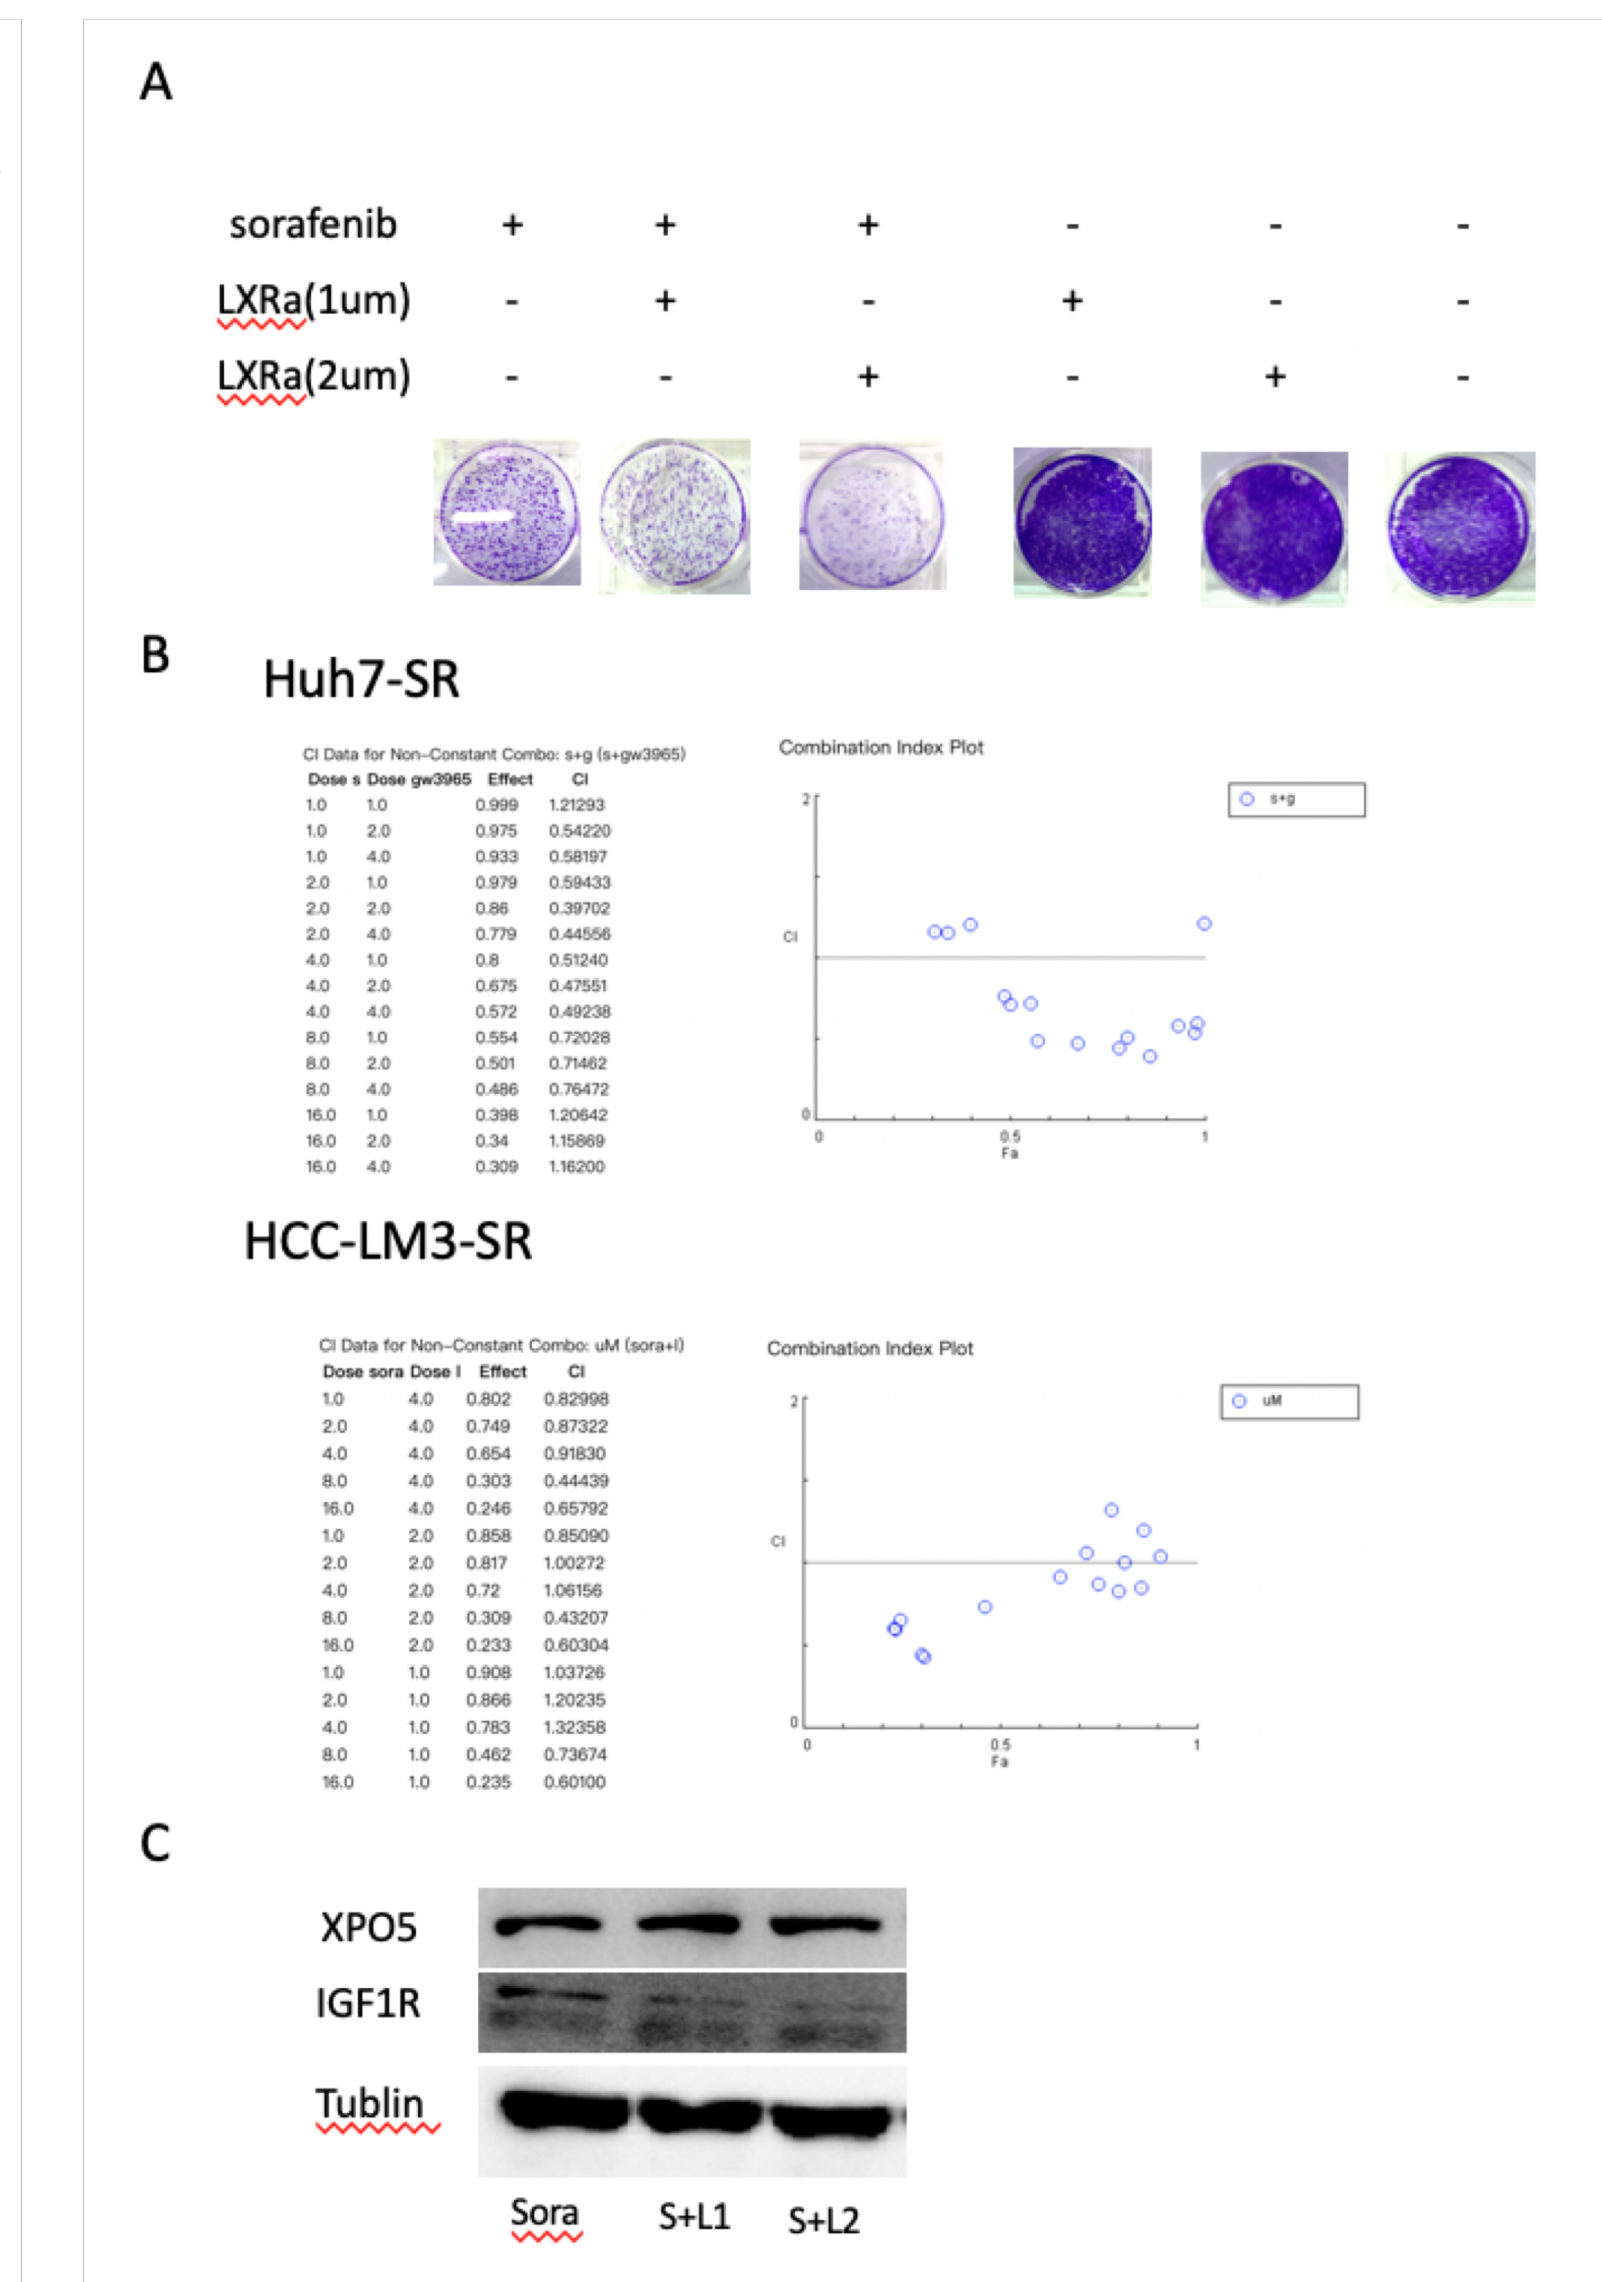 A
sorafenib + + + - - -
LXRa(1um) - + - + - -
LXRa(2um) - - + - + -
B
Huh7-SR
CI Data for Non-Constant Combo: s+g (s+gw3965)
Dose s Dose gw3965 Effect CI
1.0 1.0 0.999 1.21293
1.0 2.0 0.975 0.54220
1.0 4.0 0.933 0.58197
2.0 1.0 0.979 0.59433
2.0 2.0 0.86 0.39702
2.0 4.0 0.779 0.44556
4.0 1.0 0.8 0.51240
4.0 2.0 0.675 0.47551
4.0 4.0 0.572 0.49238
8.0 1.0 0.554 0.72028
8.0 2.0 0.501 0.71462
8.0 4.0 0.486 0.76472
16.0 1.0 0.398 1.20642
16.0 2.0 0.34 1.15869
16.0 4.0 0.309 1.16200
Combination Index Plot
s+g
2
CI
0
0 0.5 1
Fa
HCC-LM3-SR
CI Data for Non-Constant Combo: uM (sora+l)
Dose sora Dose l Effect CI
1.0 4.0 0.802 0.82998
2.0 4.0 0.749 0.87322
4.0 4.0 0.654 0.91830
8.0 4.0 0.303 0.44439
16.0 4.0 0.246 0.65792
1.0 2.0 0.858 0.85090
2.0 2.0 0.817 1.00272
4.0 2.0 0.72 1.06156
8.0 2.0 0.309 0.43207
16.0 2.0 0.233 0.60304
1.0 1.0 0.908 1.03726
2.0 1.0 0.866 1.20235
4.0 1.0 0.783 1.32358
8.0 1.0 0.462 0.73674
16.0 1.0 0.235 0.60100
Combination Index Plot
uM
2
CI
0
0 0.5 1
Fa
C
XPO5
IGF1R
Tublin
Sora S+L1 S+L2